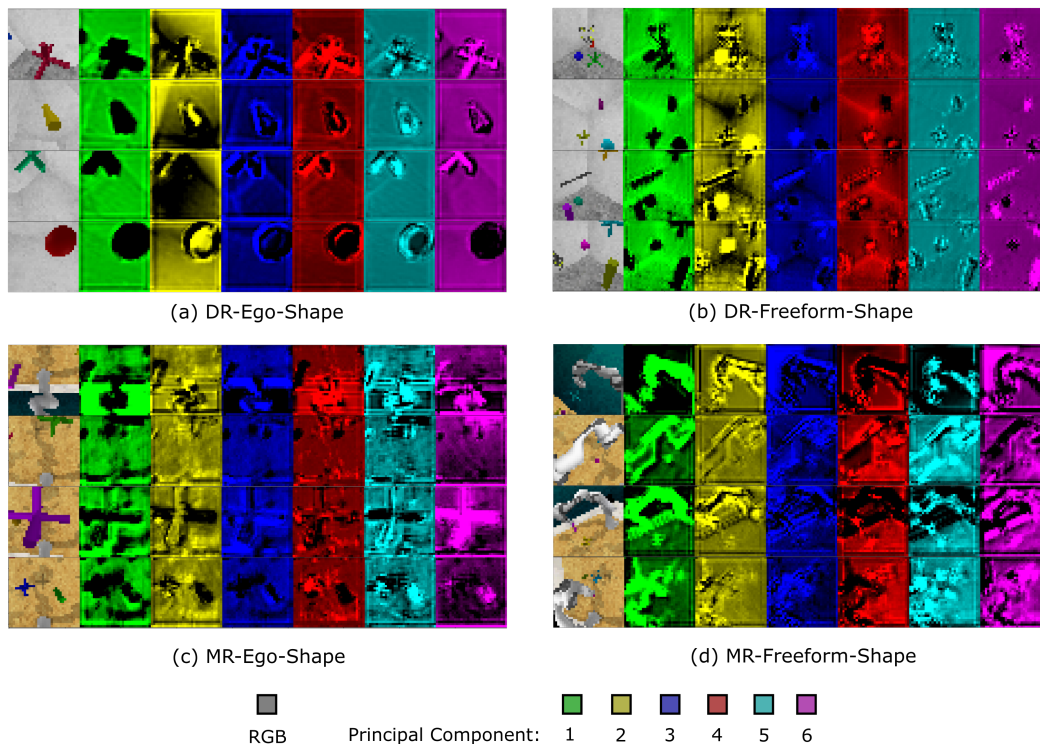 (a) DR-Ego-Shape
(b) DR-Freeform-Shape
(c) MR-Ego-Shape
(d) MR-Freeform-Shape
RGB
Principal Component: 1 2 3 4 5 6